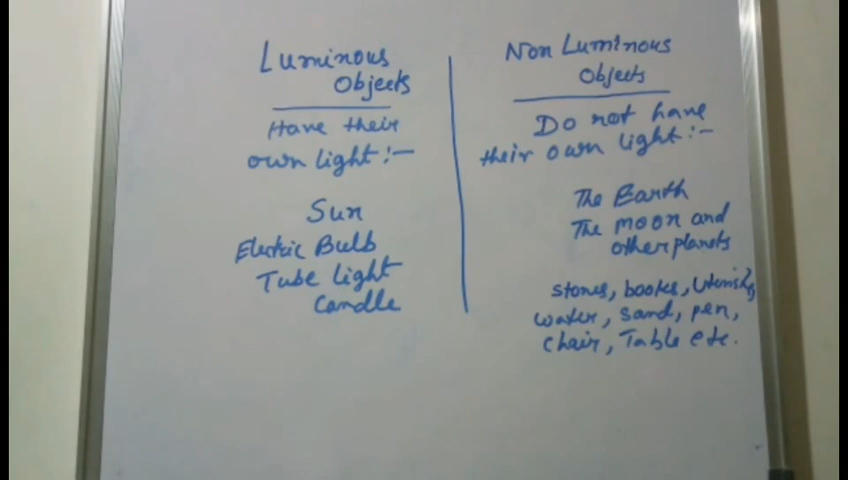 Luminous
Objects
Have their
own light :-
Sun
Electric Bulb
Tube Light
Candle
Non Luminous
Objects
Do not have
their own light :-
The Earth
The moon and
other planets
stones, books, Utensils,
water, sand, pen,
chair, Table etc.